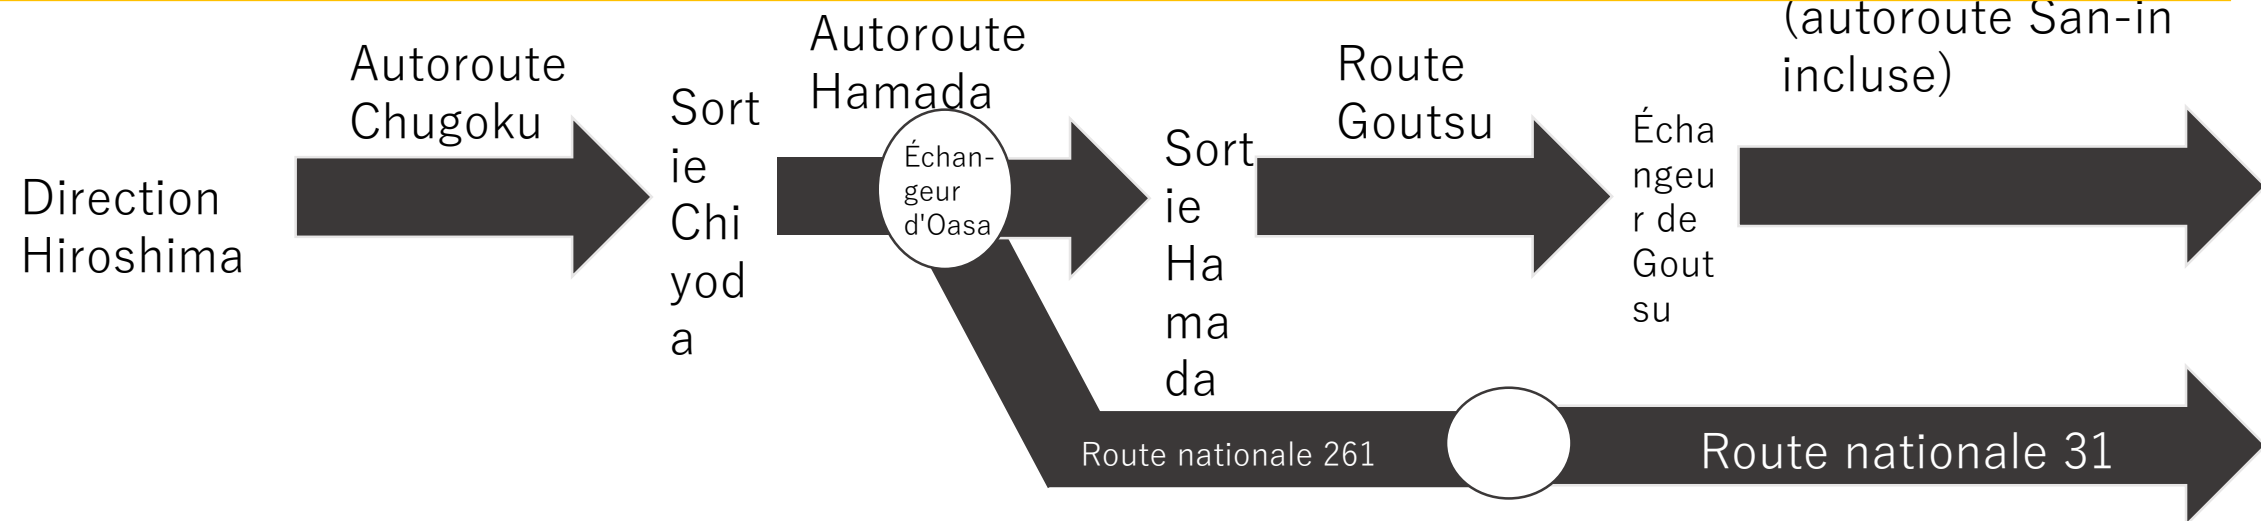 Direction
Hiroshima
Autoroute
Chugoku
Sort
ie
Chi
yod
a
Autoroute
Hamada
Échan-
geur
d'Oasa
Sort
ie
Ha
ma
da
Route
Goutsu
Écha
ngeu
r de
Gout
su
(autoroute San-in
incluse)
Route nationale 261
Route nationale 31